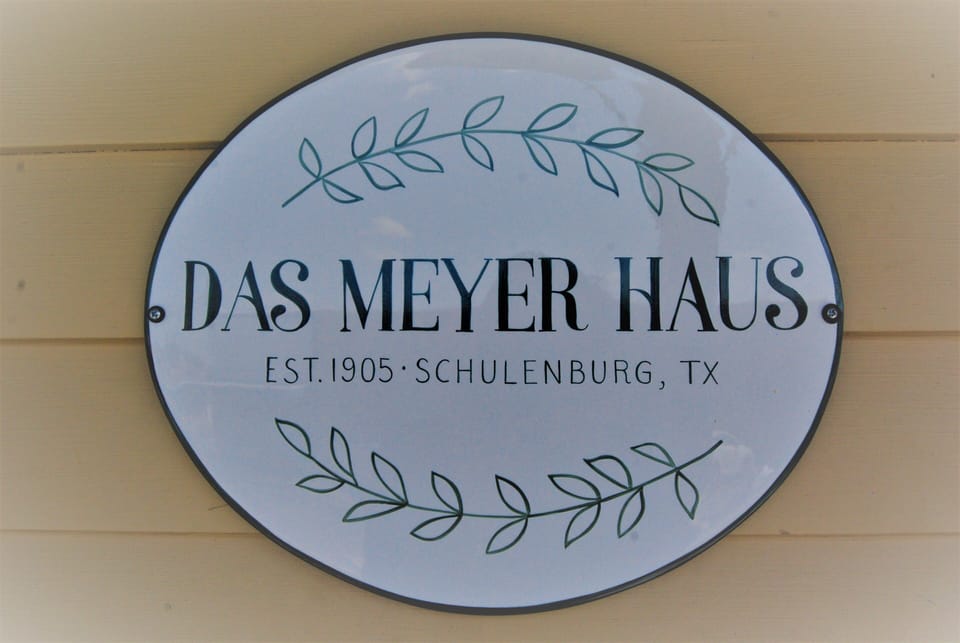 DAS MEYER HAUS
EST. 1905 · SCHULENBURG, TX